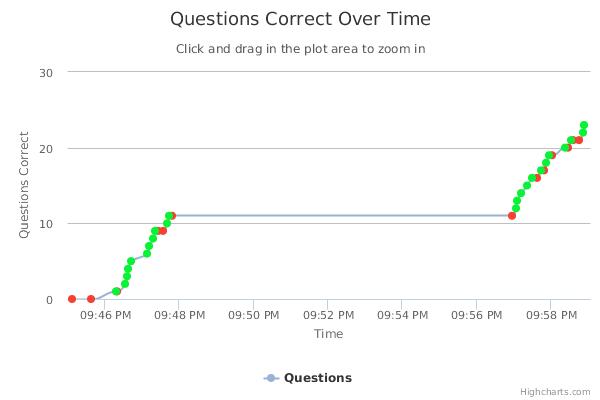 Questions Correct Over Time
Click and drag in the plot area to zoom in
30
20
10
0
Questions Correct
09:46 PM 09:48 PM 09:50 PM 09:52 PM 09:54 PM 09:56 PM 09:58 PM
Time
Questions
Highcharts.com